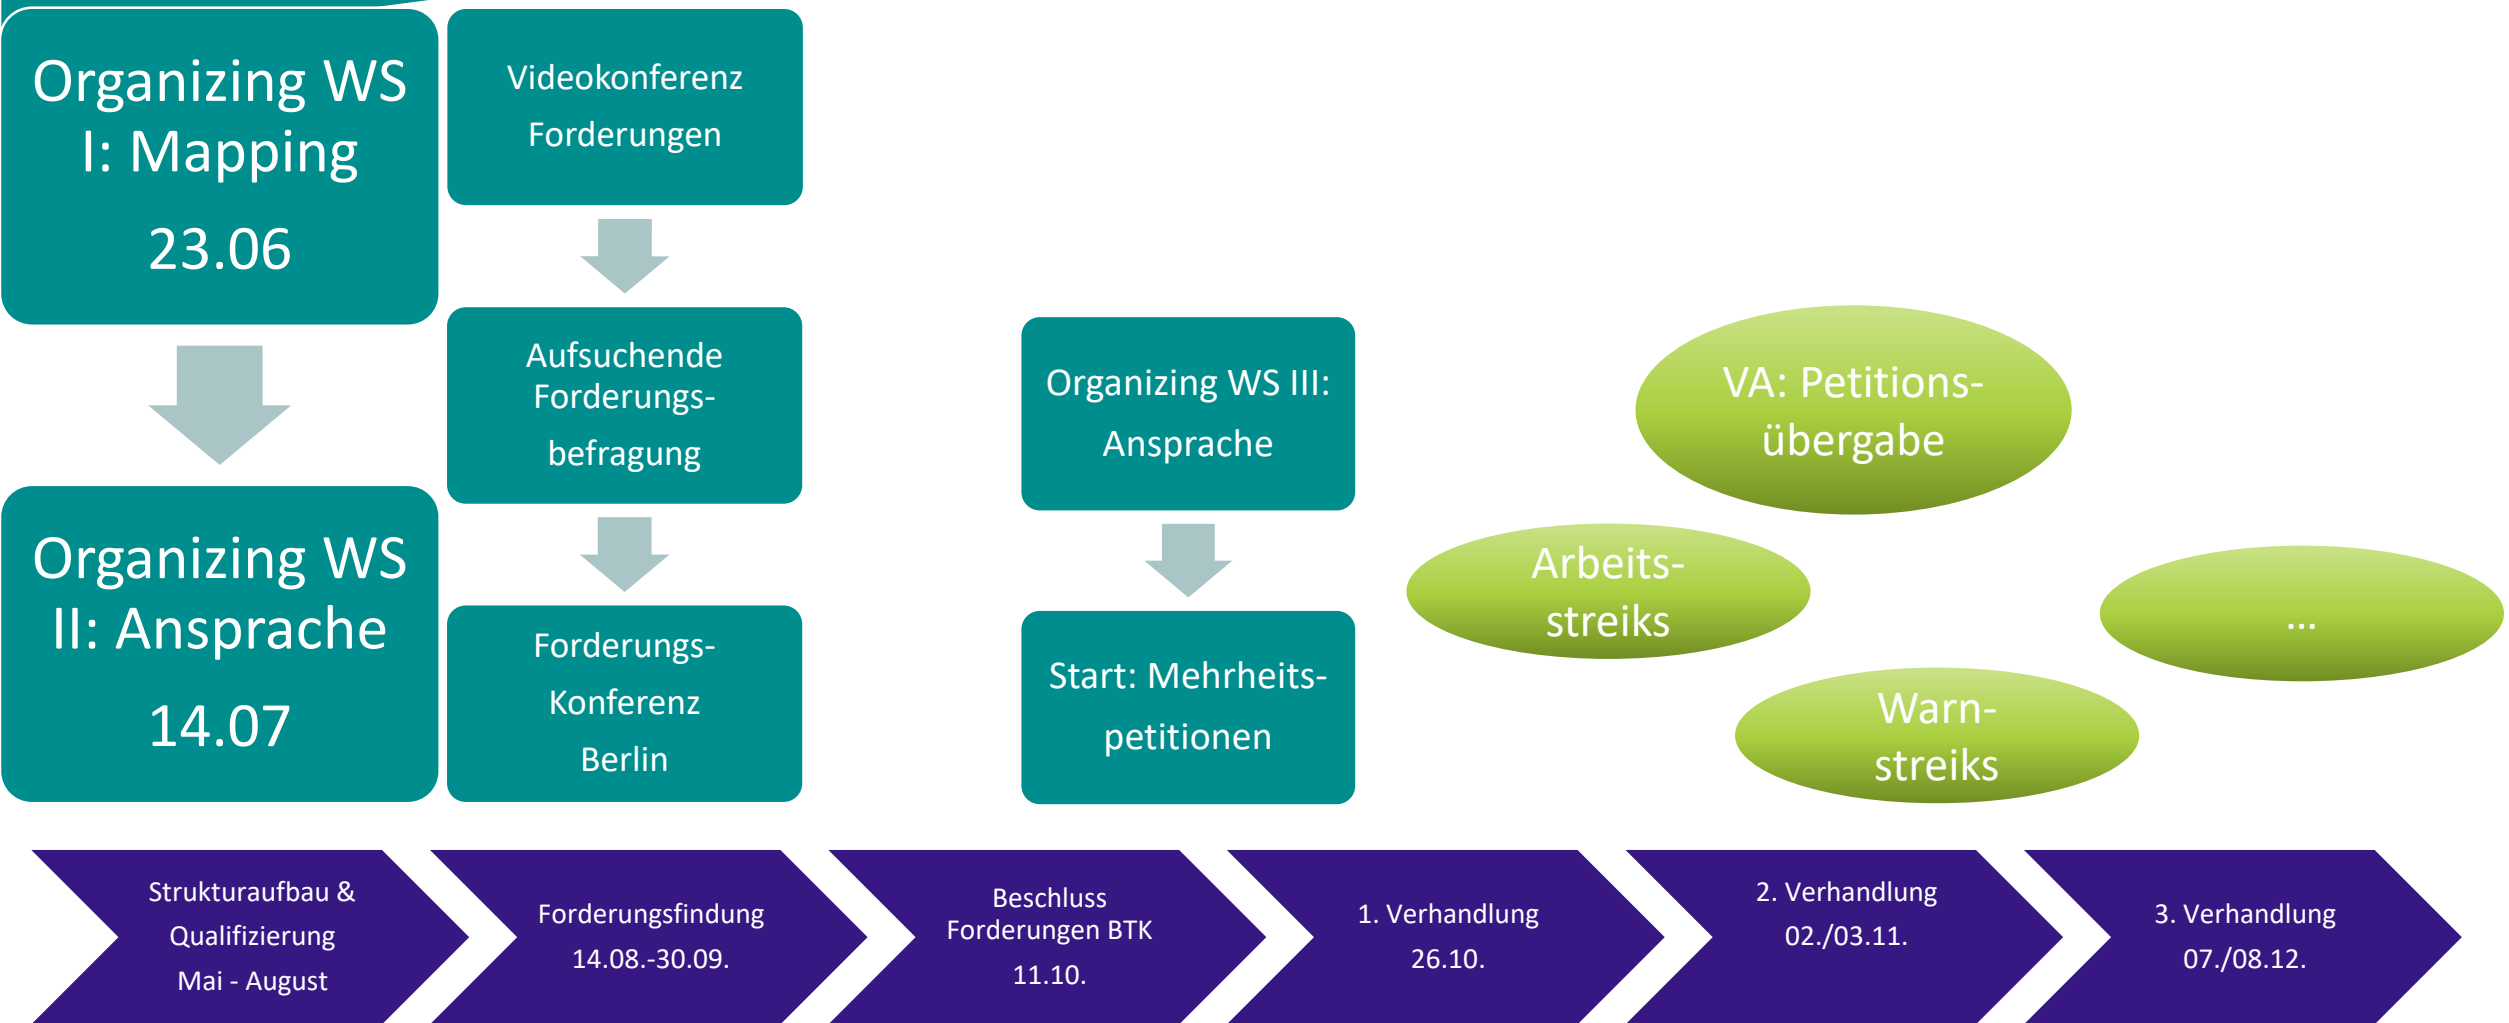 Organizing WS
I: Mapping
23.06
Organizing WS
II: Ansprache
14.07
Videokonferenz
Forderungen
Aufsuchende
Forderungs-
befragung
Forderungs-
Konferenz
Berlin
Organizing WS III:
Ansprache
Start: Mehrheits-
petitionen
VA: Petitions-
übergabe
Arbeits-
streiks
Warn-
streiks
...
Strukturaufbau &
Qualifizierung
Mai - August
Forderungsfindung
14.08.-30.09.
Beschluss
Forderungen BTK
11.10.
1. Verhandlung
26.10.
2. Verhandlung
02./03.11.
3. Verhandlung
07./08.12.